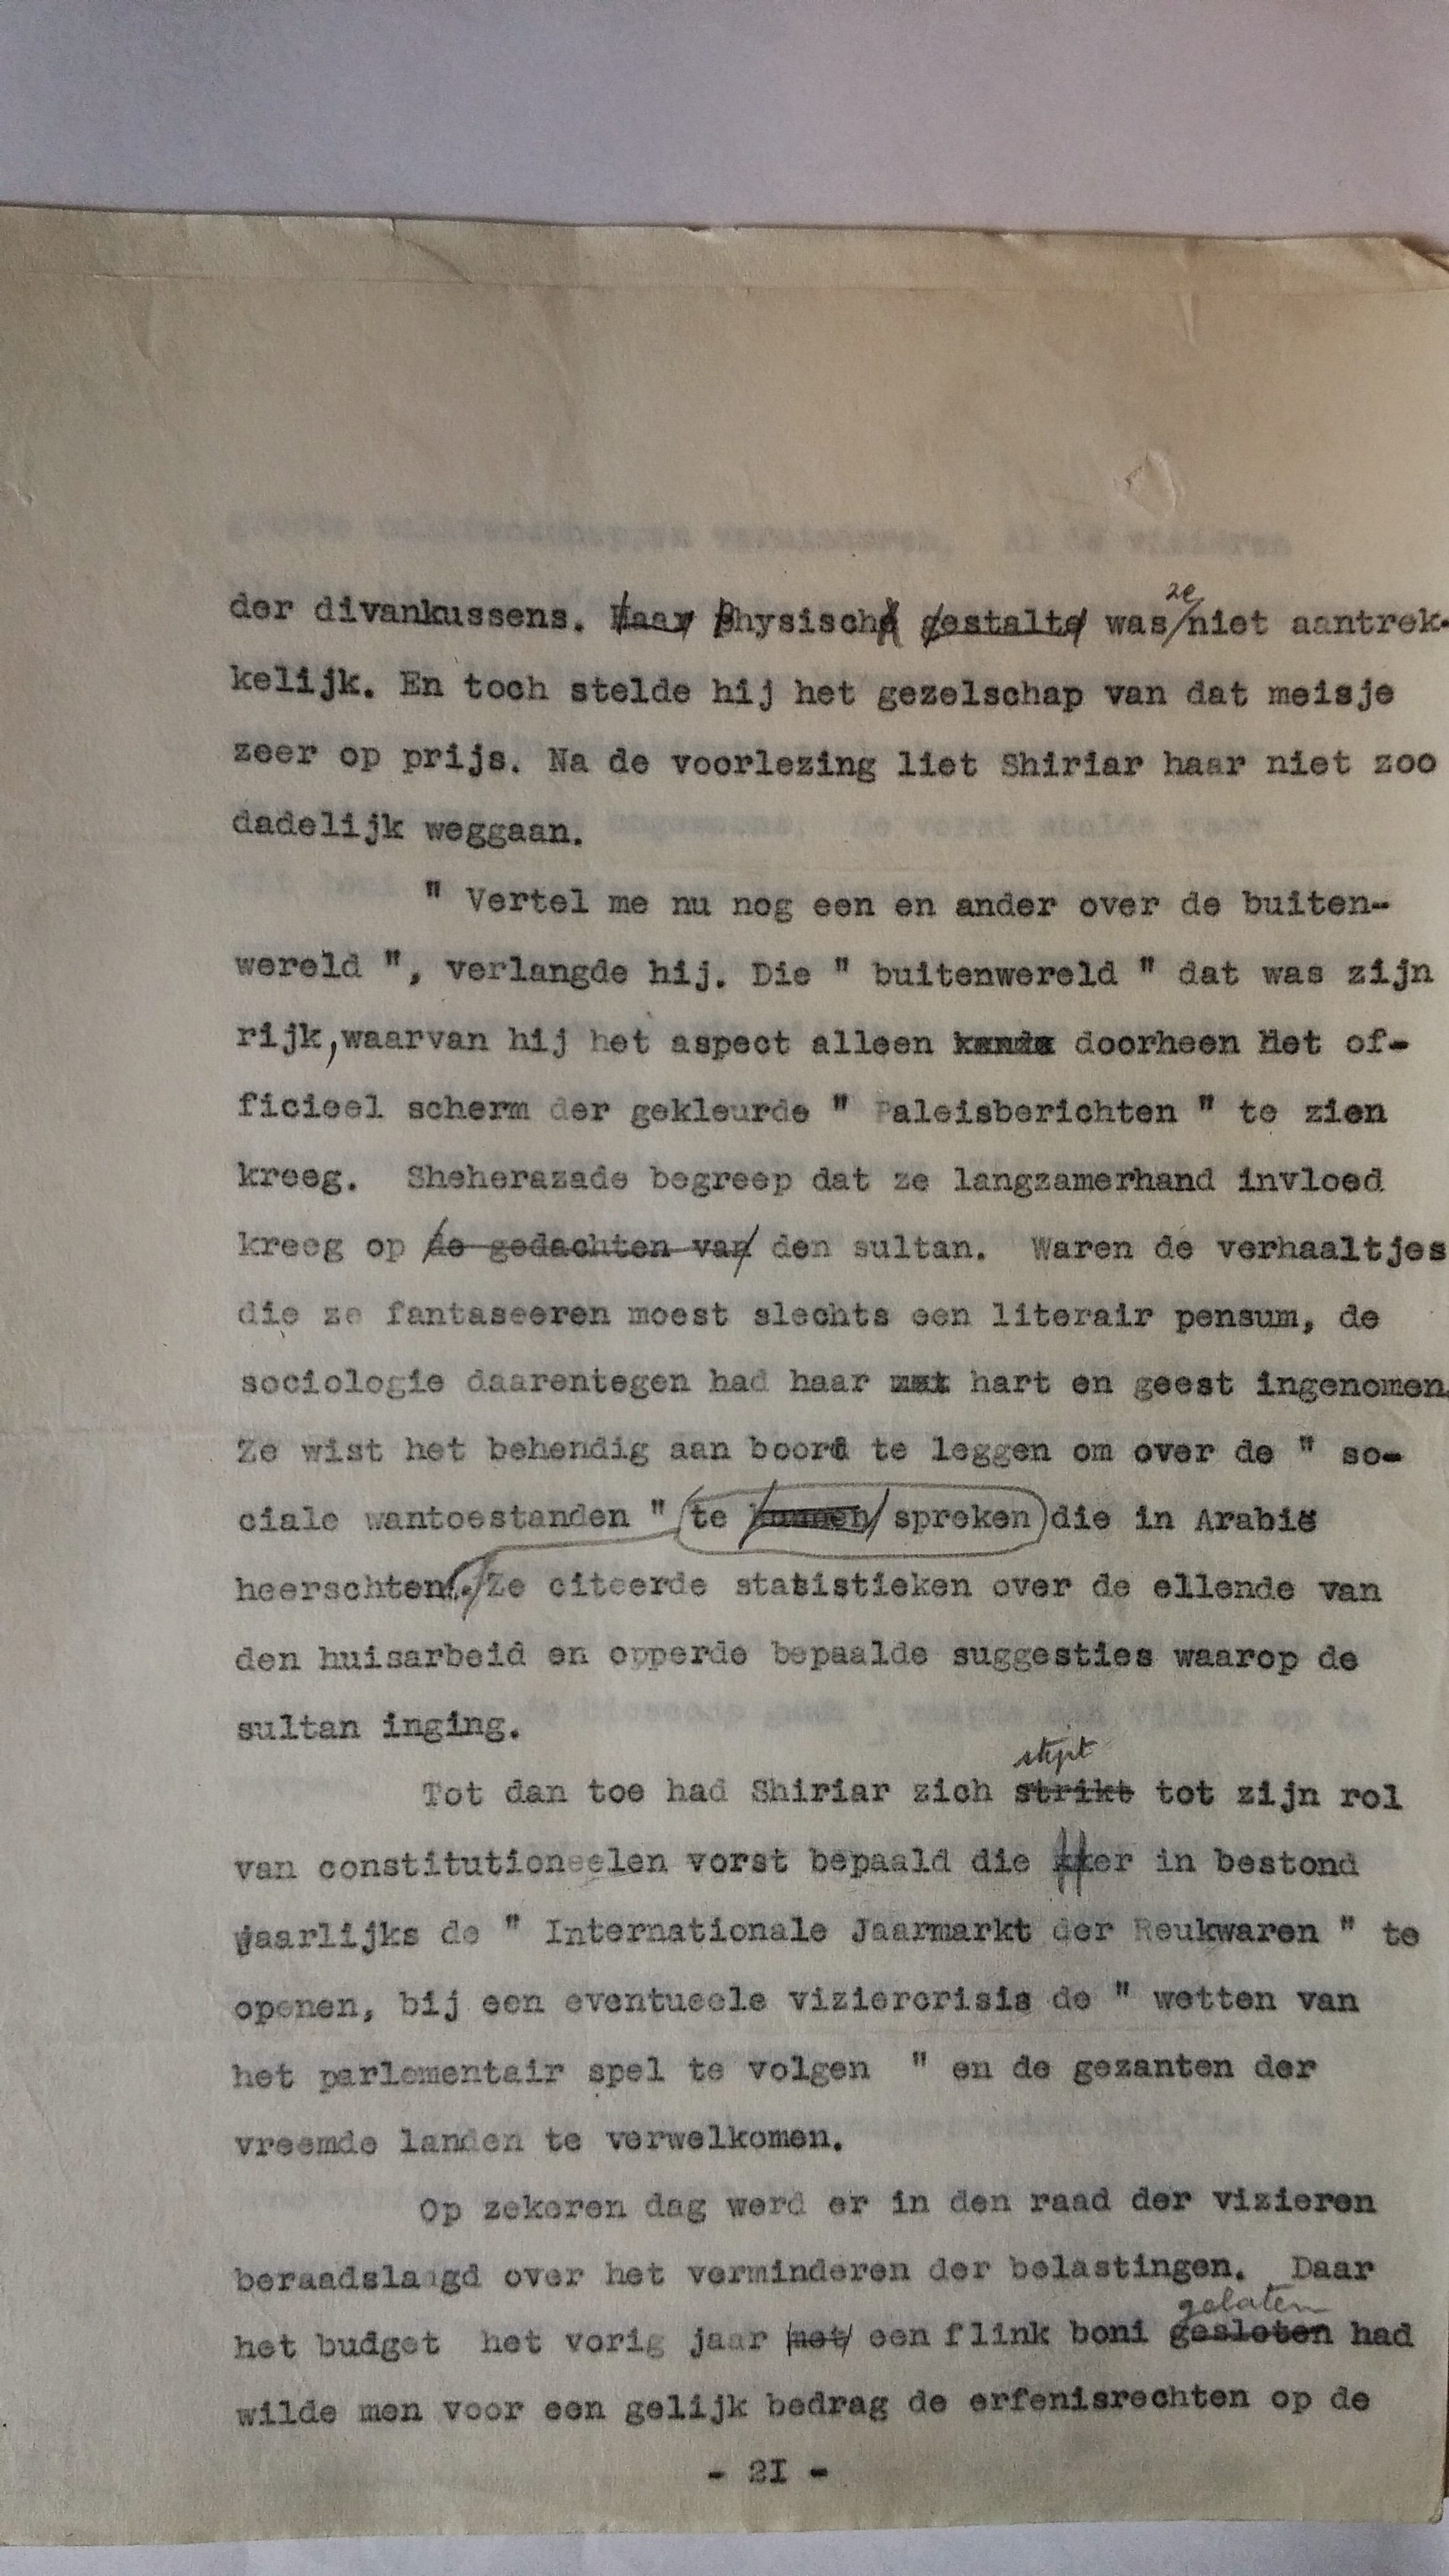 der divankussens. Haar Physische gestalte was ze niet aantrek-
kelijk. En toch stelde hij het gezelschap van dat meisje
zeer op prijs. Na de voorlezing liet Shiriar haar niet zoo
dadelijk weggaan.
" Vertel me nu nog een en ander over de buiten-
wereld ", verlangde hij. Die " buitenwereld " dat was zijn
rijk, waarvan hij het aspect alleen kende doorheen het of-
ficieel scherm der gekleurde " Paleisberichten " te zien
kreeg. Sheherazade begreep dat ze langzamerhand invloed
kreeg op de gedachten van den sultan. Waren de verhaaltjes
die ze fantaseeren moest slechts een literair pensum, de
sociologie daarentegen had haar met hart en geest ingenomen.
Ze wist het behendig aan boord te leggen om over de " so-
ciale wantoestanden " te kunnen spreken die in Arabië
heerschten. Ze citeerde statistieken over de ellende van
den huisarbeid en opperde bepaalde suggesties waarop de
sultan inging.
stipt
Tot dan toe had Shiriar zich strikt tot zijn rol
van constitutioneelen vorst bepaald die er in bestond
jaarlijks de " Internationale Jaarmarkt der Reukwaren " te
openen, bij een eventueele viziercrisis de " wetten van
het parlementair spel te volgen " en de gezanten der
vreemde landen te verwelkomen.
Op zekeren dag werd er in den raad der vizieren
beraadslaagd over het verminderen der belastingen. Daar
gelaten
het budget het vorig jaar met een flink boni gesloten had
wilde men voor een gelijk bedrag de erfenisrechten op de
- 2I -